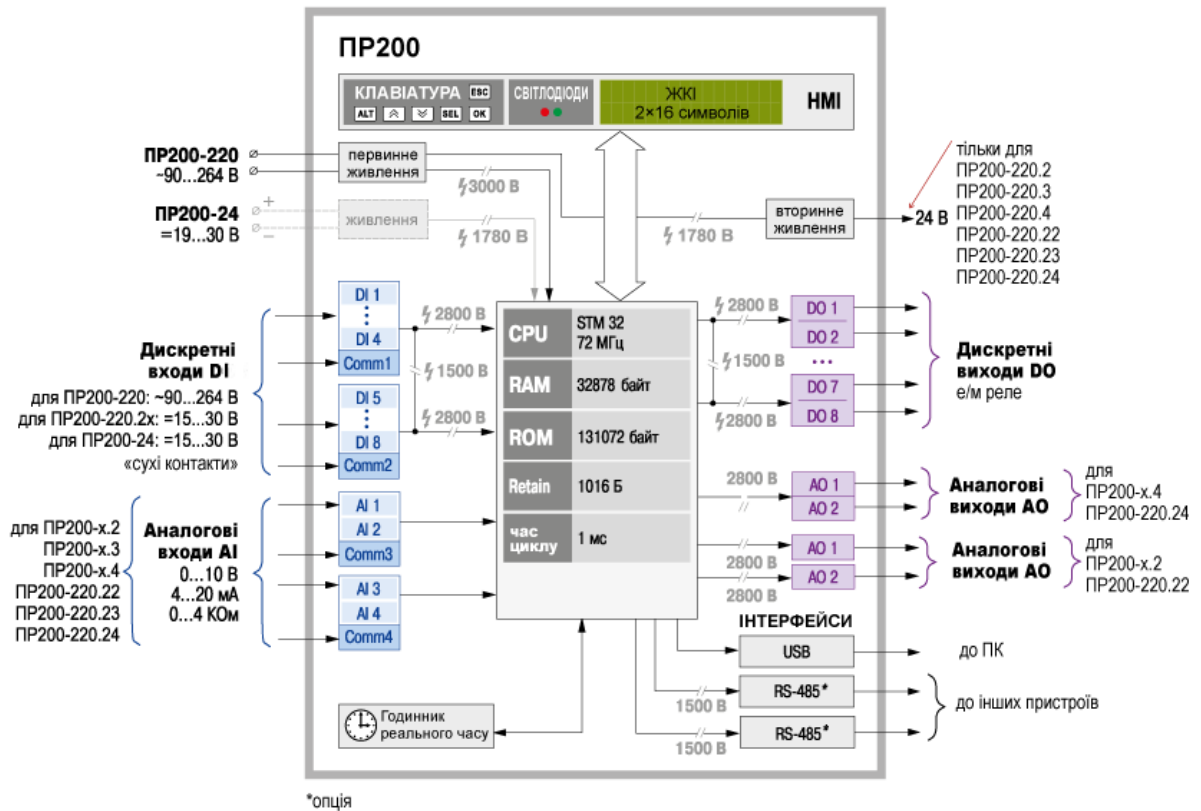 ПР200
КЛАВІАТУРА ESC
ALT SEL OK
СВІТЛОДІОДИ
ЖКІ
2×16 символів
HMI
ПР200-220
~90...264 В
первинне
живлення
3000 В
ПР200-24
=19...30 В
+
–
живлення
1780 В
1780 В
вторинне
живлення
24 В
тільки для
ПР200-220.2
ПР200-220.3
ПР200-220.4
ПР200-220.22
ПР200-220.23
ПР200-220.24
Дискретні
входи DI
для ПР200-220: ~90...264 В
для ПР200-220.2х: =15...30 В
для ПР200-24: =15...30 В
«сухі контакти»
DI 1
DI 4
Comm1
DI 5
DI 8
Comm2
2800 В
1500 В
2800 В
для ПР200-х.2
ПР200-х.3
ПР200-х.4
ПР200-220.22
ПР200-220.23
ПР200-220.24
Аналогові
входи AI
0...10 В
4...20 мА
0...4 КОм
AI 1
AI 2
Comm3
AI 3
AI 4
Comm4
CPU
STM 32
72 МГц
RAM
32878 байт
ROM
131072 байт
Retain
1016 Б
час
циклу
1 мс
2800 В
1500 В
2800 В
DO 1
DO 2
...
DO 7
DO 8
Дискретні
виходи DO
е/м реле
2800 В
AO 1
AO 2
Аналогові
виходи АО
для
ПР200-х.4
ПР200-220.24
2800 В
2800 В
AO 1
AO 2
Аналогові
виходи АО
для
ПР200-х.2
ПР200-220.22
ІНТЕРФЕЙСИ
USB
до ПК
1500 В
RS-485*
1500 В
RS-485*
до інших пристроїв
Годинник
реального часу
*опція